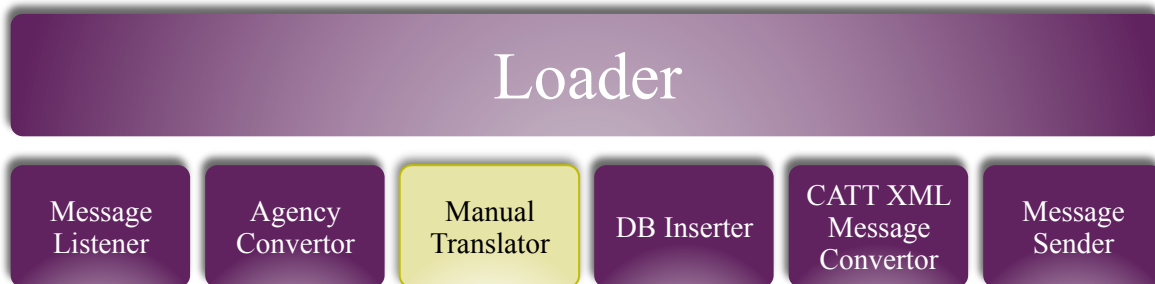 Loader
Message
Listener
Agency
Convertor
Manual
Translator
DB Inserter
CATT XML
Message
Convertor
Message
Sender